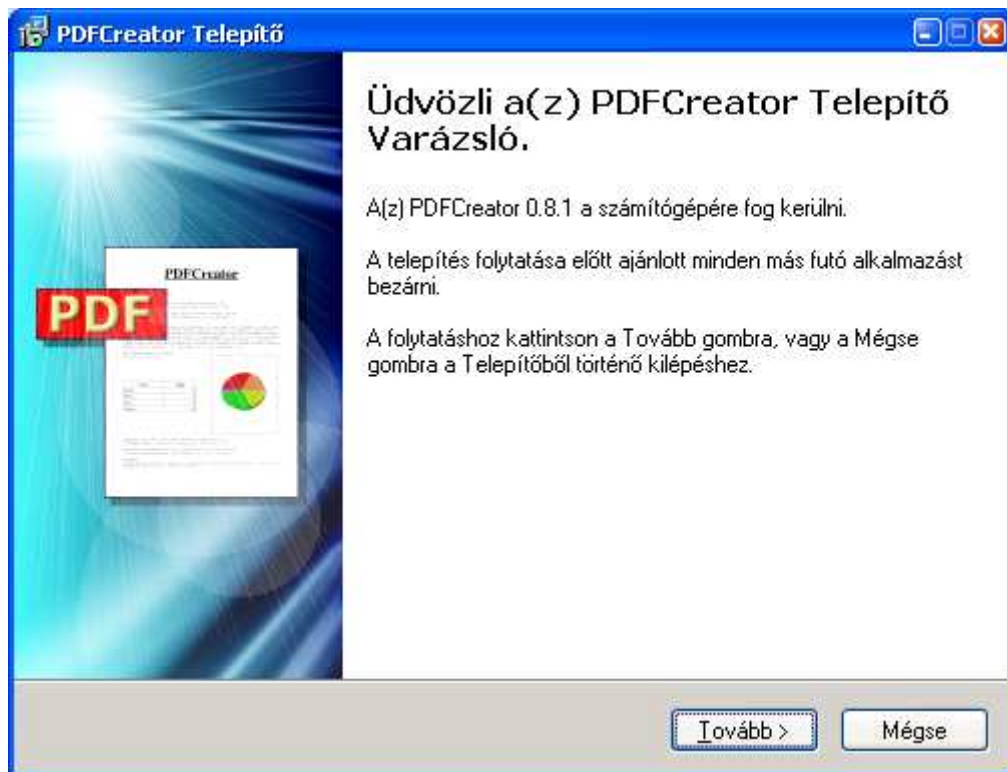 PDFCreator Telepítő
Üdvözli a(z) PDFCreator Telepítő
Varázsló.
A(z) PDFCreator 0.8.1 a számítógépére fog kerülni.
A telepítés folytatása előtt ajánlott minden más futó alkalmazást
bezárni.
A folytatáshoz kattintson a Tovább gombra, vagy a Mégse
gombra a Telepítőből történő kilépéshez.
PDFCreator
PDF
Tovább >
Mégse